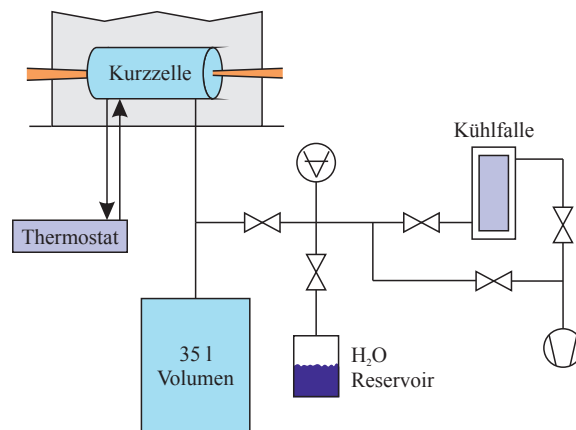 Kurzzelle
Kühlfalle
Thermostat
35 l
Volumen
H₂O
Reservoir